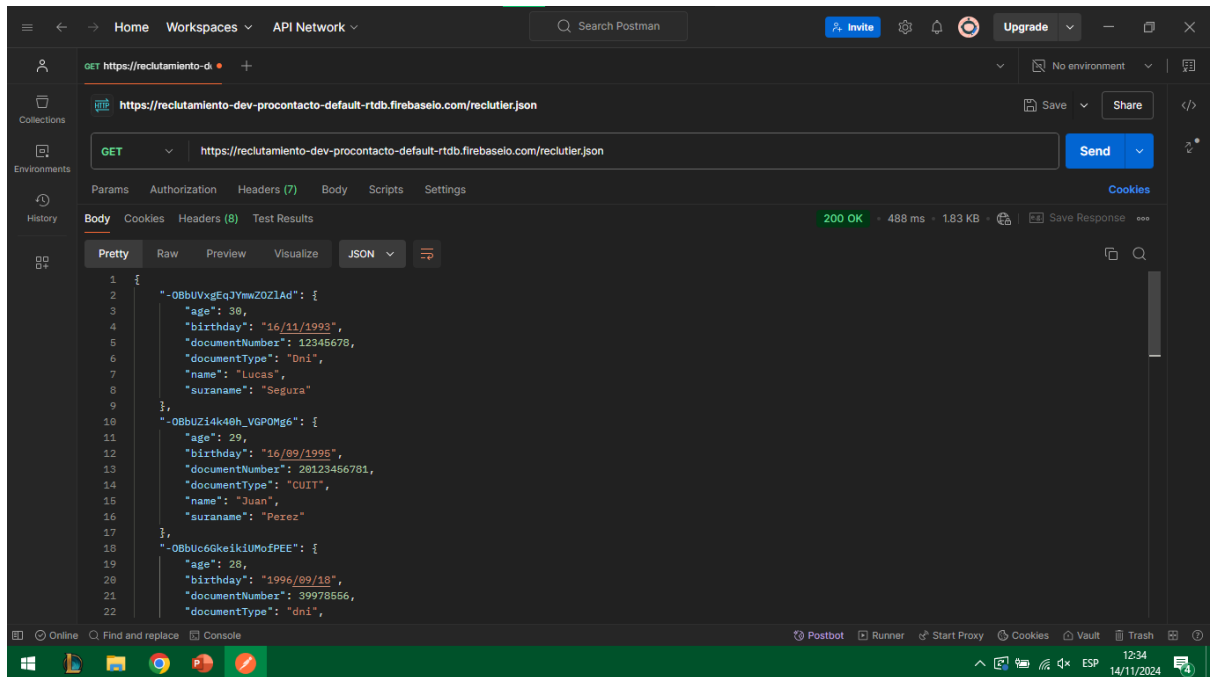 Home Workspaces API Network Search Postman Invite Upgrade
GET https://reclutamiento-d No environment
HTTP https://reclutamiento-dev-procontacto-default-rtdb.firebaseio.com/reclutier.json Save Share
GET https://reclutamiento-dev-procontacto-default-rtdb.firebaseio.com/reclutier.json Send
Collections
Environments
History
Params Authorization Headers (7) Body Scripts Settings Cookies
Body Cookies Headers (8) Test Results 200 OK 488 ms 1.83 KB Save Response
Pretty Raw Preview Visualize JSON
1 {
2 "-OBbUVxgEqJYmwZOZlAd": {
3 "age": 30,
4 "birthday": "16/11/1993",
5 "documentNumber": 12345678,
6 "documentType": "Dni",
7 "name": "Lucas",
8 "suraname": "Segura"
9 },
10 "-OBbUZi4k40h_VGPOMg6": {
11 "age": 29,
12 "birthday": "16/09/1995",
13 "documentNumber": 20123456781,
14 "documentType": "CUIT",
15 "name": "Juan",
16 "suraname": "Perez"
17 },
18 "-OBbUc6GkeikiUMofPEE": {
19 "age": 28,
20 "birthday": "1996/09/18",
21 "documentNumber": 39978556,
22 "documentType": "dni",
Online Find and replace Console Postbot Runner Start Proxy Cookies Vault Trash
ESP 12:34
14/11/2024 4